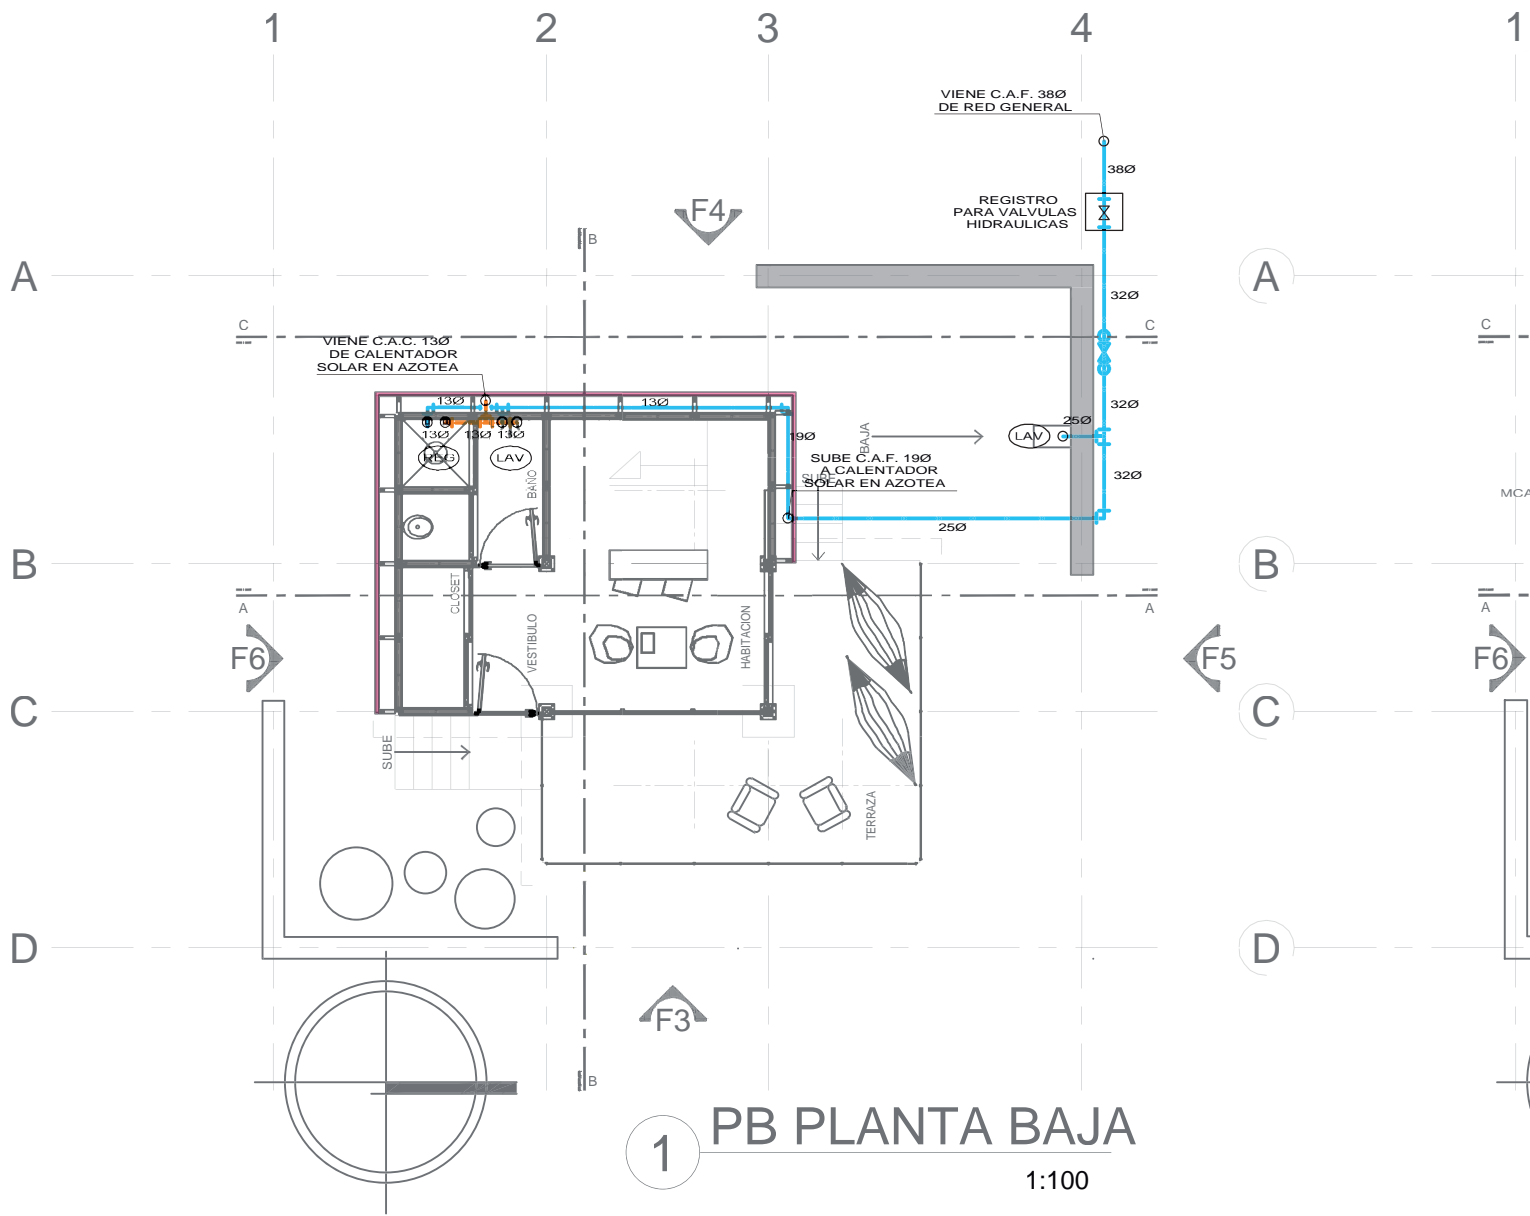 1 2 3 4 1
VIENE C.A.F. 38Ø
DE RED GENERAL
38Ø
REGISTRO
PARA VALVULAS
HIDRAULICAS
F4
B
A A
32Ø
C C C
VIENE C.A.C. 13Ø
DE CALENTADOR
SOLAR EN AZOTEA
13Ø 13Ø
32Ø
25Ø
13Ø 13Ø 13Ø
19Ø
BAJA
LAV
REG LAV
SUBE C.A.F. 19Ø
A CALENTADOR
SOLAR EN AZOTEA
SUBE
32Ø
BAÑO
MCA
25Ø
B B
CLOSET
A A A
VESTIBULO
HABITACION
F6 F5 F6
C C
SUBE
TERRAZA
D D
F3
B
1 PB PLANTA BAJA
1:100